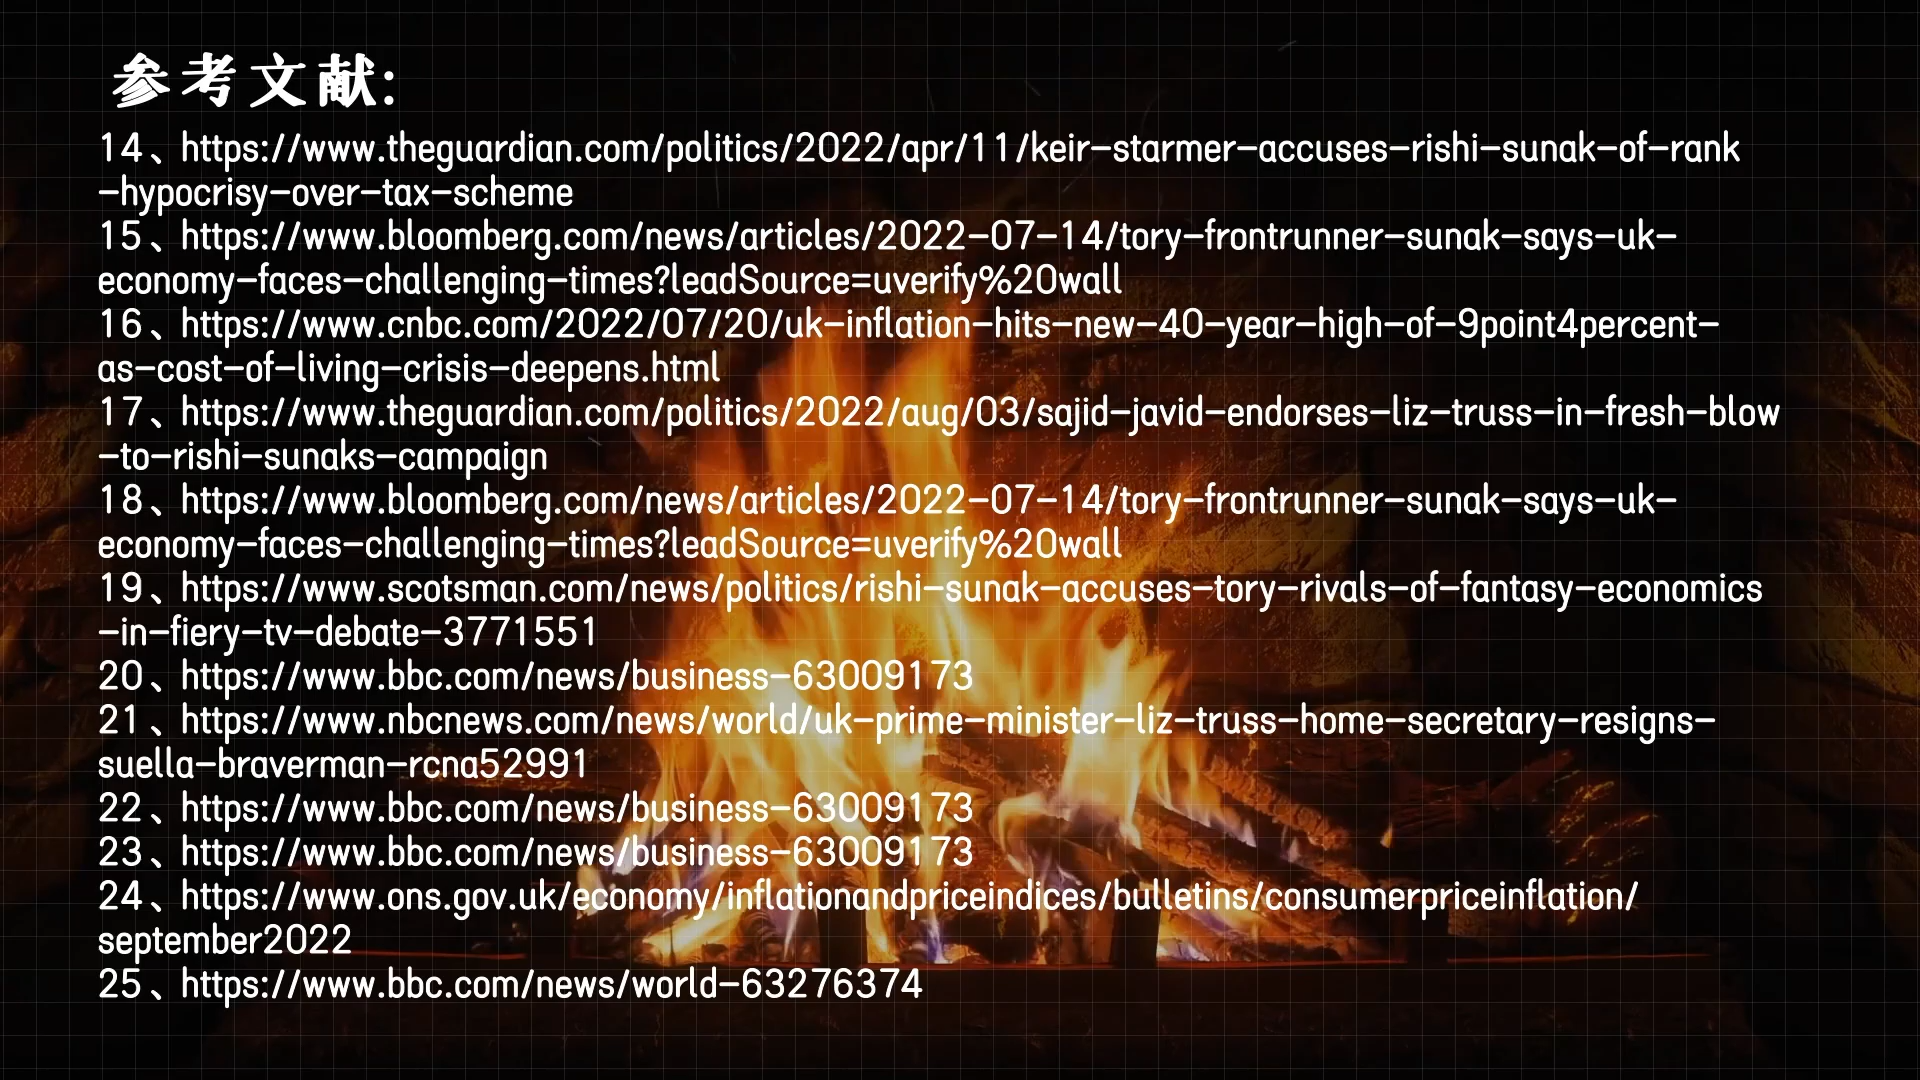 参考文献:
14、https://www.theguardian.com/politics/2022/apr/11/keir-starmer-accuses-rishi-sunak-of-rank
-hypocrisy-over-tax-scheme
15、https://www.bloomberg.com/news/articles/2022-07-14/tory-frontrunner-sunak-says-uk-
economy-faces-challenging-times?leadSource=uverify%20wall
16、https://www.cnbc.com/2022/07/20/uk-inflation-hits-new-40-year-high-of-9point4percent-
as-cost-of-living-crisis-deepens.html
17、https://www.theguardian.com/politics/2022/aug/03/sajid-javid-endorses-liz-truss-in-fresh-blow
-to-rishi-sunaks-campaign
18、https://www.bloomberg.com/news/articles/2022-07-14/tory-frontrunner-sunak-says-uk-
economy-faces-challenging-times?leadSource=uverify%20wall
19、https://www.scotsman.com/news/politics/rishi-sunak-accuses-tory-rivals-of-fantasy-economics
-in-fiery-tv-debate-3771551
20、https://www.bbc.com/news/business-63009173
21、https://www.nbcnews.com/news/world/uk-prime-minister-liz-truss-home-secretary-resigns-
suella-braverman-rcna52991
22、https://www.bbc.com/news/business-63009173
23、https://www.bbc.com/news/business-63009173
24、https://www.ons.gov.uk/economy/inflationandpriceindices/bulletins/consumerpriceinflation/
september2022
25、https://www.bbc.com/news/world-63276374